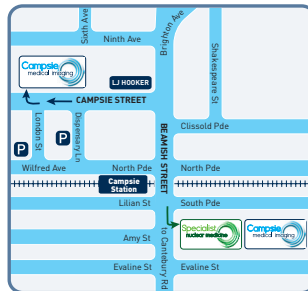 Sixth Ave
Brighton Ave
Ninth Ave
Shakespeare St
Campsie
medical imaging
LJ HOOKER
CAMPSIE STREET
London St
P
Dispensary Ln
P
BEAMISH STREET
Clissold Pde
Wilfred Ave
North Pde
North Pde
Campsie
Station
Lilian St
South Pde
Specialist
nuclear medicine
Campsie
medical imaging
Amy St
to Cantebury Rd
Evaline St
Evaline St